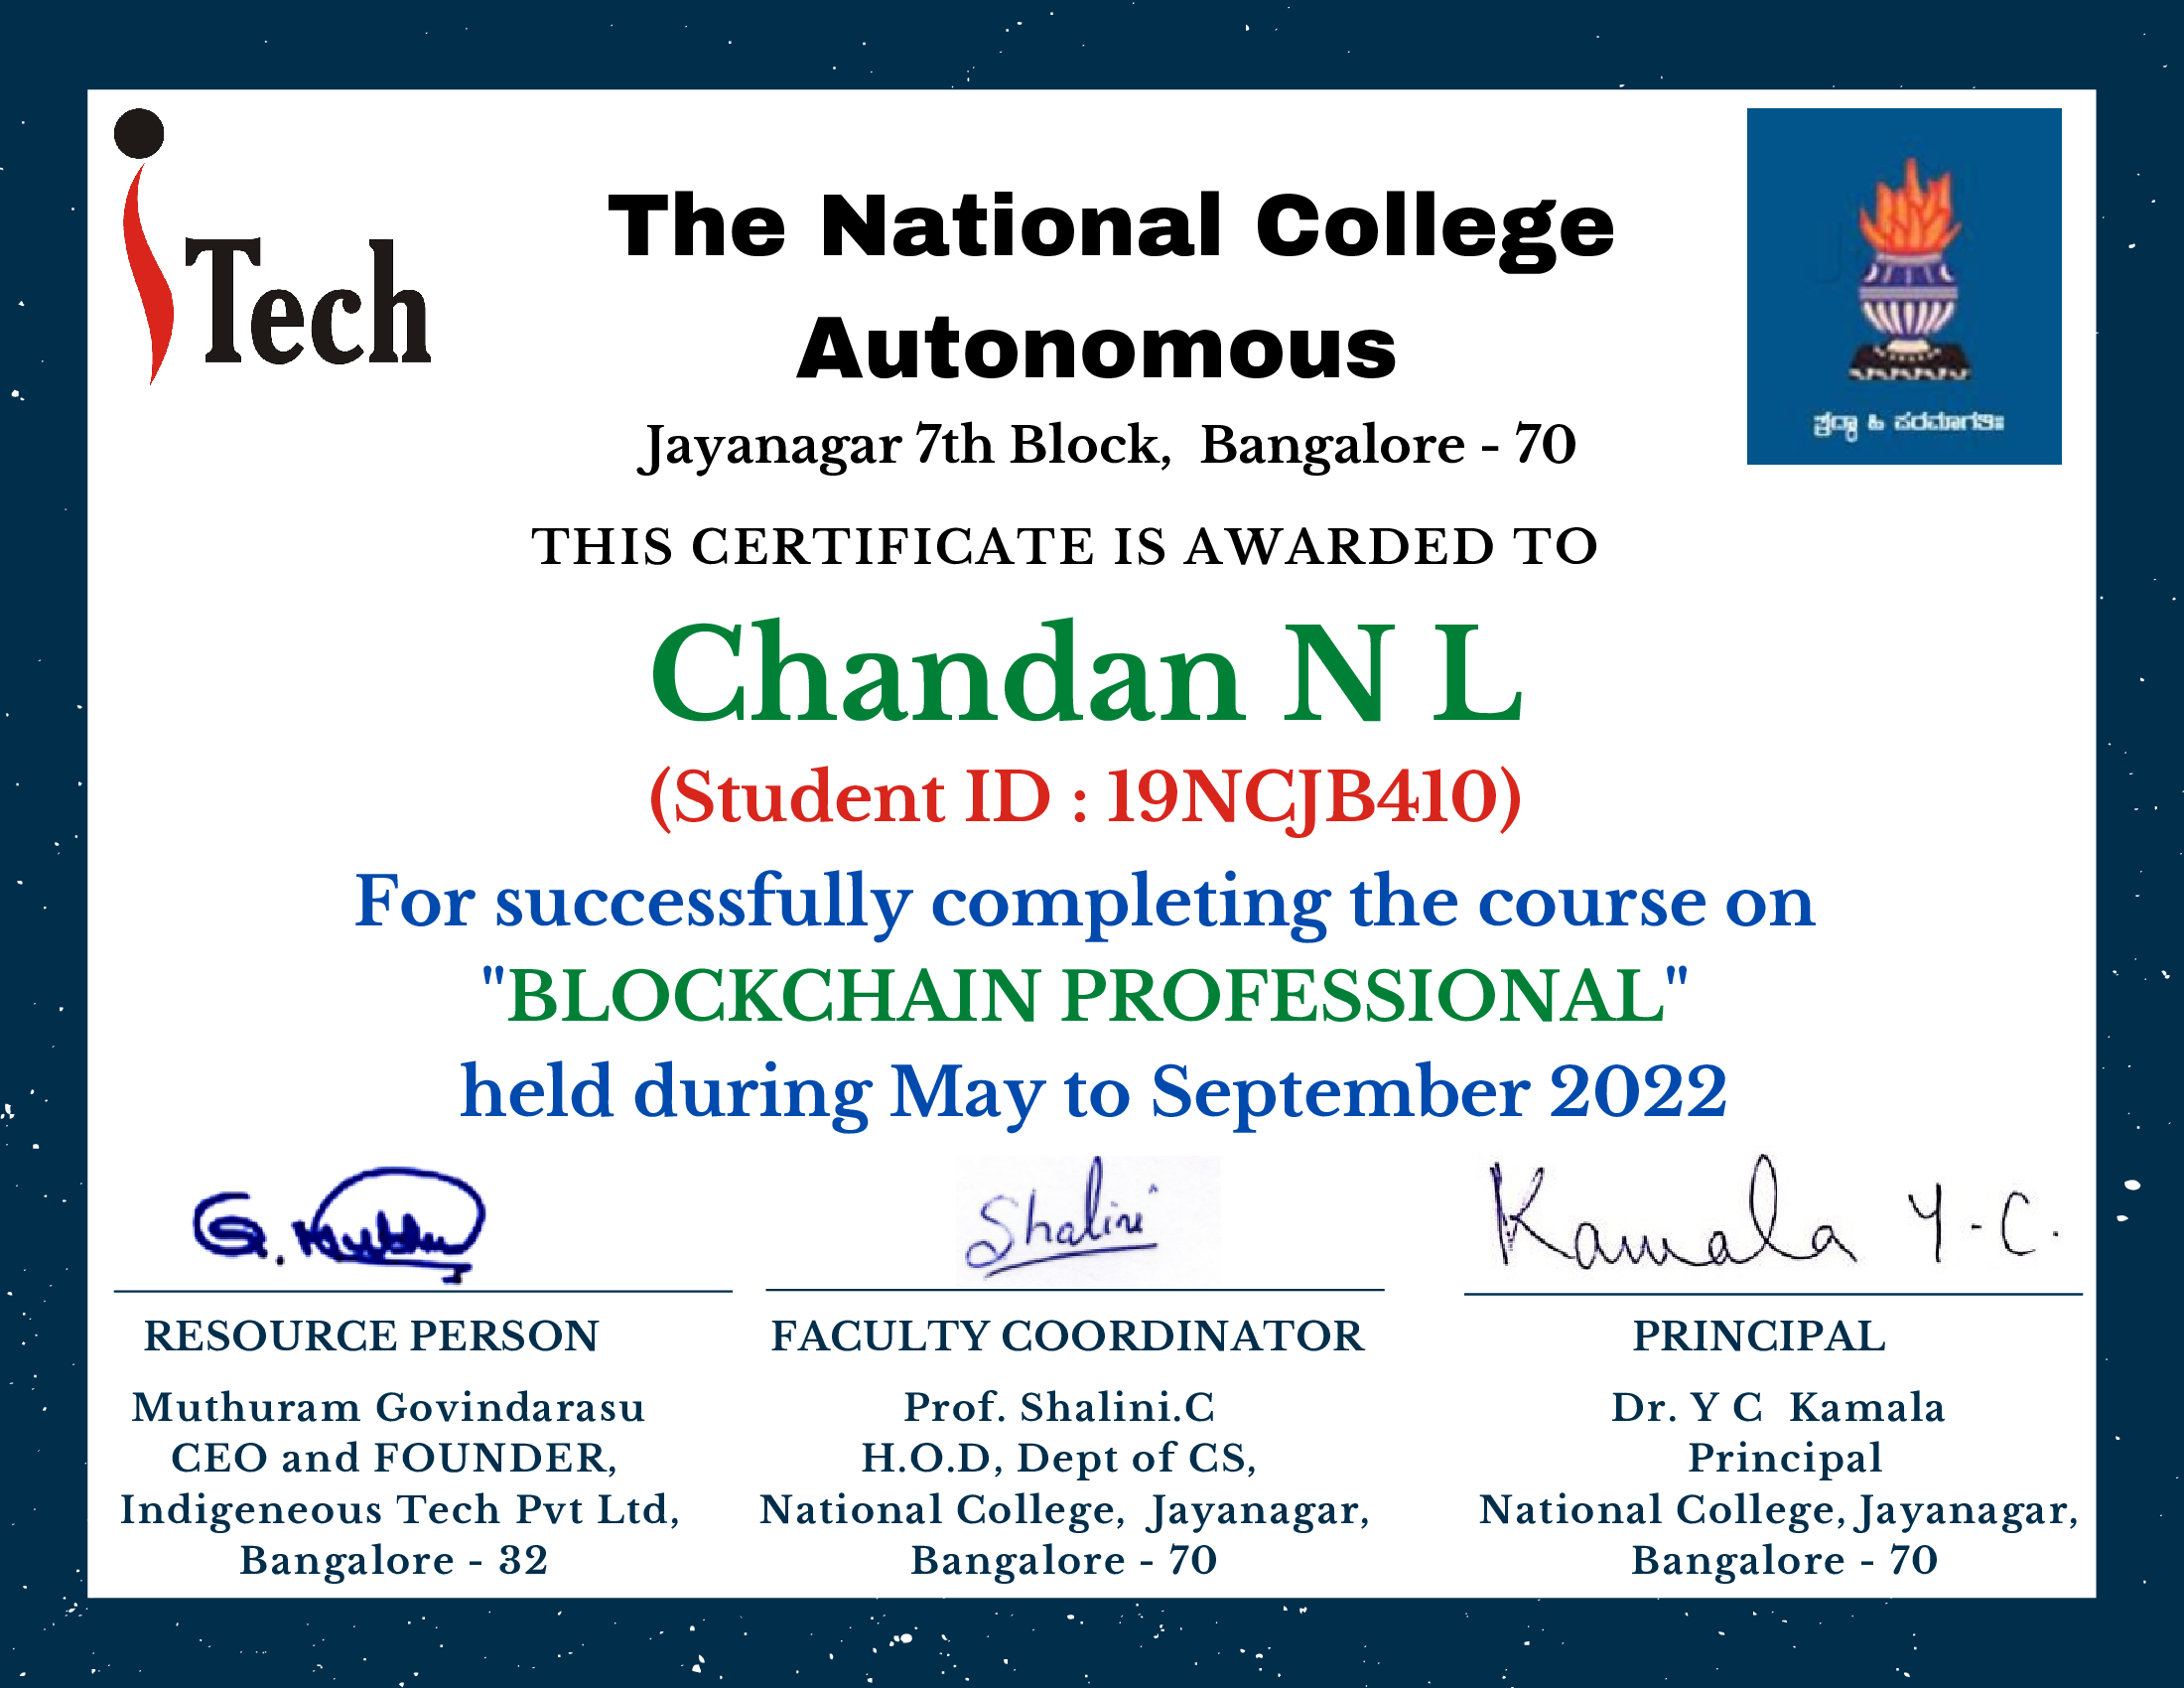 iTech
The National College
Autonomous
Jayanagar 7th Block, Bangalore - 70
ಶ್ರದ್ಧಾ ಹಿ ಪರಮಾಗತಿಃ
THIS CERTIFICATE IS AWARDED TO
Chandan N L
(Student ID : 19NCJB410)
For successfully completing the course on
"BLOCKCHAIN PROFESSIONAL"
held during May to September 2022
G.
Shalini
Kamala Y.C.
RESOURCE PERSON
Muthuram Govindarasu
CEO and FOUNDER,
Indigeneous Tech Pvt Ltd,
Bangalore - 32
FACULTY COORDINATOR
Prof. Shalini.C
H.O.D, Dept of CS,
National College, Jayanagar,
Bangalore - 70
PRINCIPAL
Dr. Y C Kamala
Principal
National College, Jayanagar,
Bangalore - 70